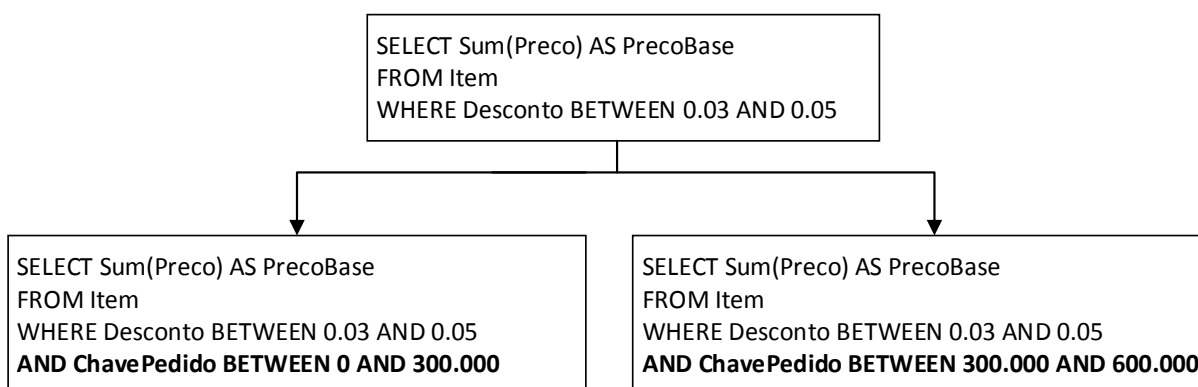 SELECT Sum(Preco) AS PrecoBase
FROM Item
WHERE Desconto BETWEEN 0.03 AND 0.05
SELECT Sum(Preco) AS PrecoBase
FROM Item
WHERE Desconto BETWEEN 0.03 AND 0.05
AND ChavePedido BETWEEN 0 AND 300.000
SELECT Sum(Preco) AS PrecoBase
FROM Item
WHERE Desconto BETWEEN 0.03 AND 0.05
AND ChavePedido BETWEEN 300.000 AND 600.000